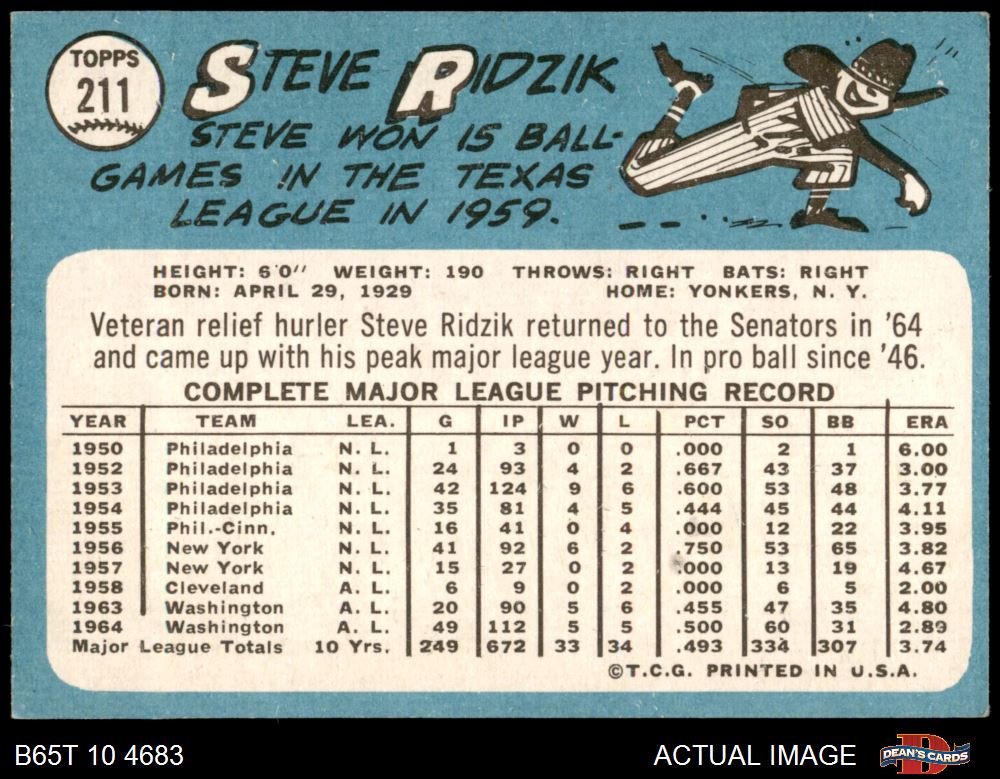 TOPPS
211
STEVE RIDZIK
STEVE WON 15 BALL-
GAMES IN THE TEXAS
LEAGUE IN 1959.
HEIGHT: 6'0" WEIGHT: 190 THROWS: RIGHT BATS: RIGHT
BORN: APRIL 29, 1929 HOME: YONKERS, N. Y.
Veteran relief hurler Steve Ridzik returned to the Senators in '64
and came up with his peak major league year. In pro ball since '46.
COMPLETE MAJOR LEAGUE PITCHING RECORD
YEAR TEAM LEA. G IP W L PCT SO BB ERA
1950 Philadelphia N. L. 1 3 0 0 .000 2 1 6.00
1952 Philadelphia N. L. 24 93 4 2 .667 43 37 3.00
1953 Philadelphia N. L. 42 124 9 6 .600 53 48 3.77
1954 Philadelphia N. L. 35 81 4 5 .444 45 44 4.11
1955 Phil.-Cinn. N. L. 16 41 0 4 .000 12 22 3.95
1956 New York N. L. 41 92 6 2 .750 53 65 3.82
1957 New York N. L. 15 27 0 2 .000 13 19 4.67
1958 Cleveland A. L. 6 9 0 2 .000 6 5 2.00
1963 Washington A. L. 20 90 5 6 .455 47 35 4.80
1964 Washington A. L. 49 112 5 5 .500 60 31 2.89
Major League Totals 10 Yrs. 249 672 33 34 .493 334 307 3.74
©T.C.G. PRINTED IN U.S.A.
B65T 10 4683 ACTUAL IMAGE DEAN'S CARDS